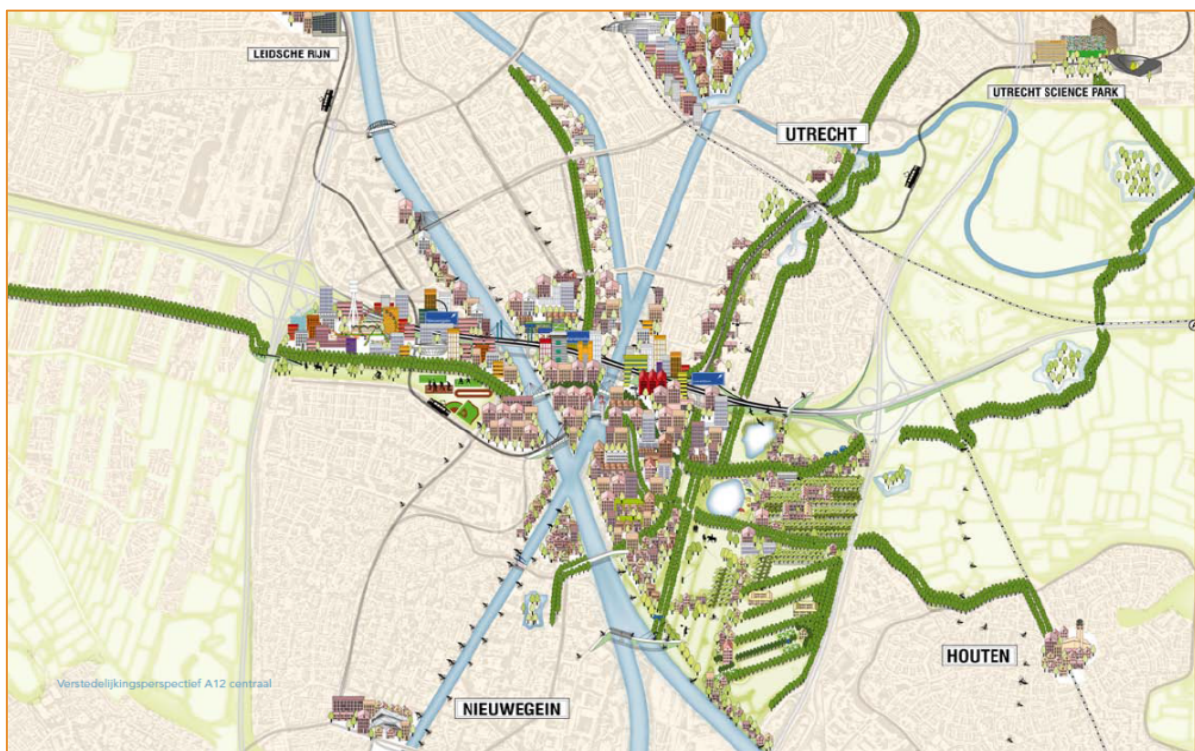 LEIDSCHE RIJN
UTRECHT SCIENCE PARK
UTRECHT
HOUTEN
Verstedelijkingsperspectief A12 centraal
NIEUWEGEIN